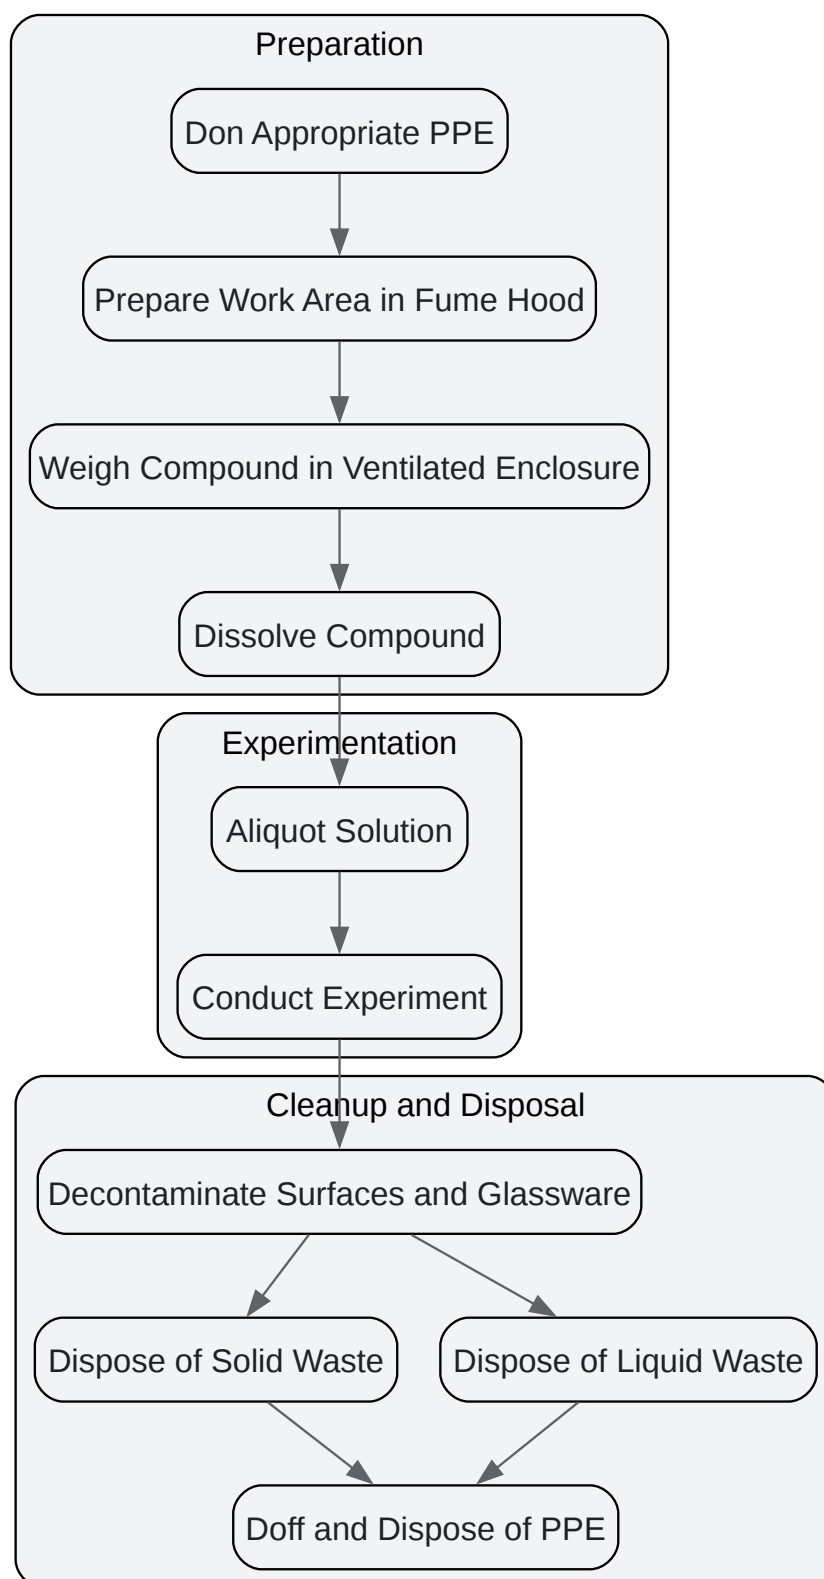 Preparation
Don Appropriate PPE
Prepare Work Area in Fume Hood
Weigh Compound in Ventilated Enclosure
Dissolve Compound
Experimentation
Aliquot Solution
Conduct Experiment
Cleanup and Disposal
Decontaminate Surfaces and Glassware
Dispose of Solid Waste
Dispose of Liquid Waste
Doff and Dispose of PPE